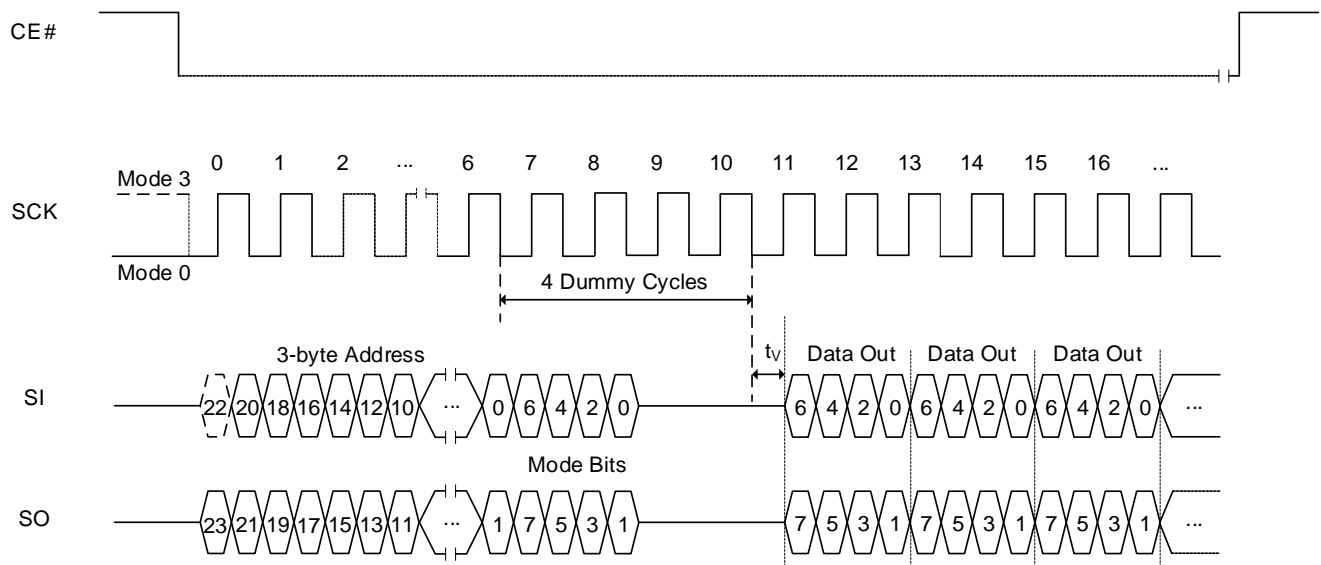 CE#
0 1 2 ... 6 7 8 9 10 11 12 13 14 15 16 ...
Mode 3
SCK
Mode 0
4 Dummy Cycles
3-byte Address
tV
Data Out Data Out Data Out
SI
22 20 18 16 14 12 10 ... 0 6 4 2 0 6 4 2 0 6 4 2 0 6 4 2 0 ...
Mode Bits
SO
23 21 19 17 15 13 11 ... 1 7 5 3 1 7 5 3 1 7 5 3 1 7 5 3 1 ...